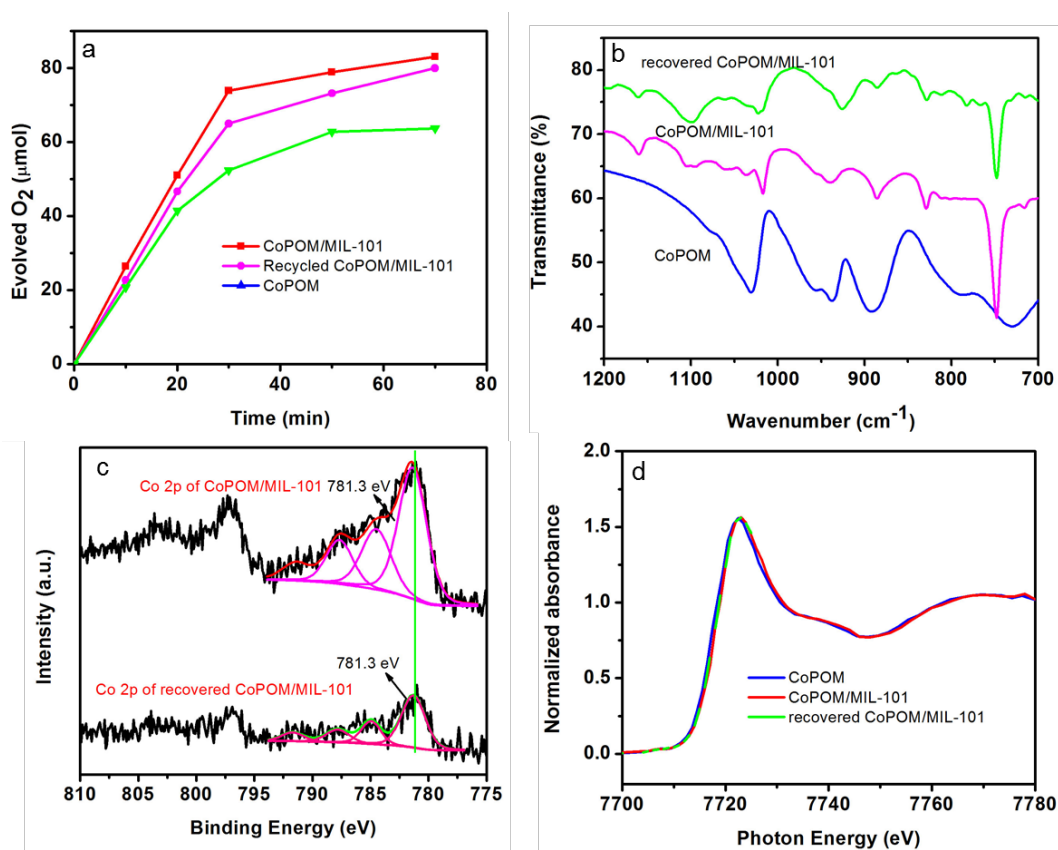 a
Evolved O2 (μmol)
80
60
40
20
0
CoPOM/MIL-101
Recycled CoPOM/MIL-101
CoPOM
0 20 40 60 80
Time (min)
b
Transmittance (%)
80
70
60
50
40
recovered CoPOM/MIL-101
CoPOM/MIL-101
CoPOM
1200 1100 1000 900 800 700
Wavenumber (cm-1)
c
Intensity (a.u.)
Co 2p of CoPOM/MIL-101 781.3 eV
781.3 eV
Co 2p of recovered CoPOM/MIL-101
810 805 800 795 790 785 780 775
Binding Energy (eV)
d
Normalized absorbance
2.0
1.5
1.0
0.5
0.0
CoPOM
CoPOM/MIL-101
recovered CoPOM/MIL-101
7700 7720 7740 7760 7780
Photon Energy (eV)